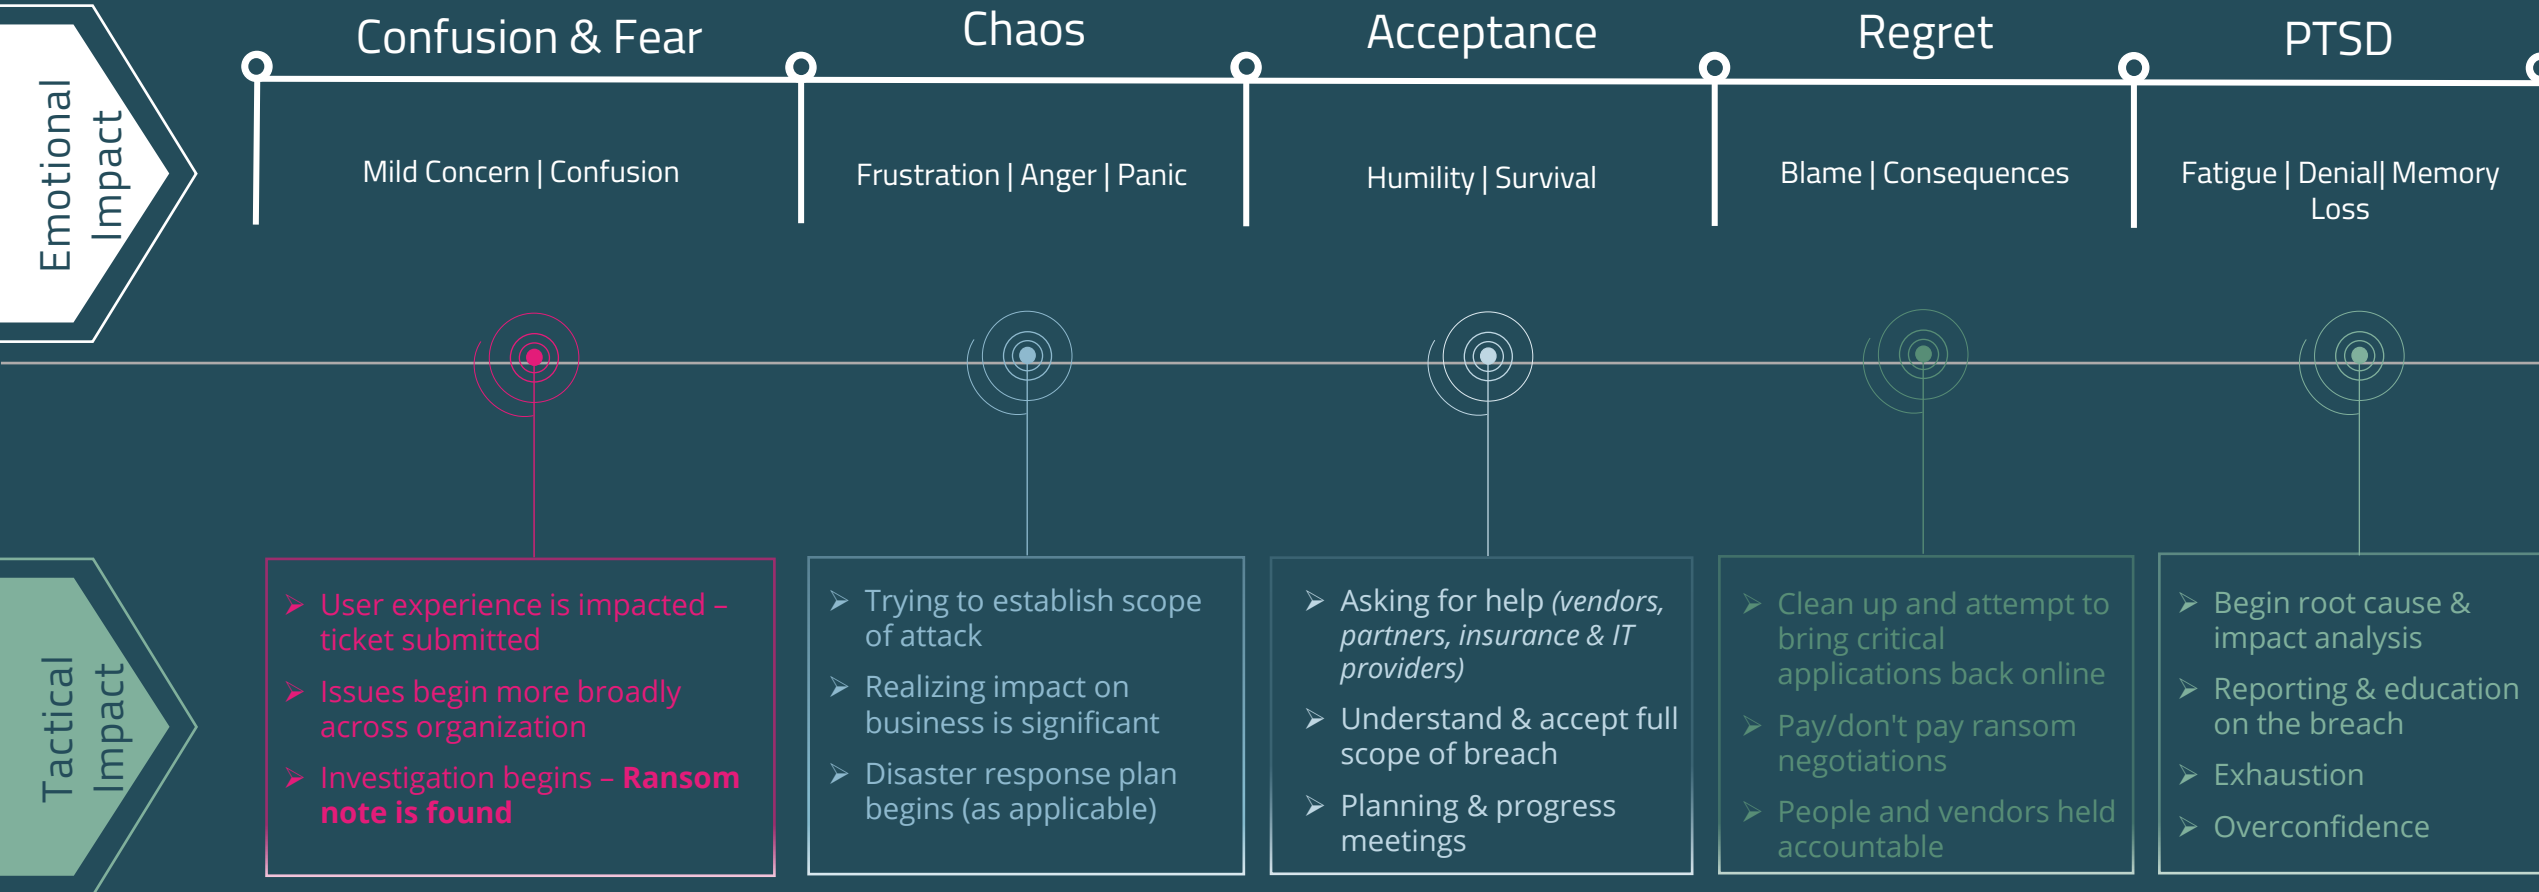 Emotional
Impact
Confusion & Fear
Chaos
Acceptance
Regret
PTSD
Mild Concern | Confusion
Frustration | Anger | Panic
Humility | Survival
Blame | Consequences
Fatigue | Denial| Memory
Loss
Tactical
Impact
➢ User experience is impacted –
ticket submitted
➢ Issues begin more broadly
across organization
➢ Investigation begins – Ransom
note is found
➢ Trying to establish scope
of attack
➢ Realizing impact on
business is significant
➢ Disaster response plan
begins (as applicable)
➢ Asking for help (vendors,
partners, insurance & IT
providers)
➢ Understand & accept full
scope of breach
➢ Planning & progress
meetings
➢ Clean up and attempt to
bring critical
applications back online
➢ Pay/don't pay ransom
negotiations
➢ People and vendors held
accountable
➢ Begin root cause &
impact analysis
➢ Reporting & education
on the breach
➢ Exhaustion
➢ Overconfidence